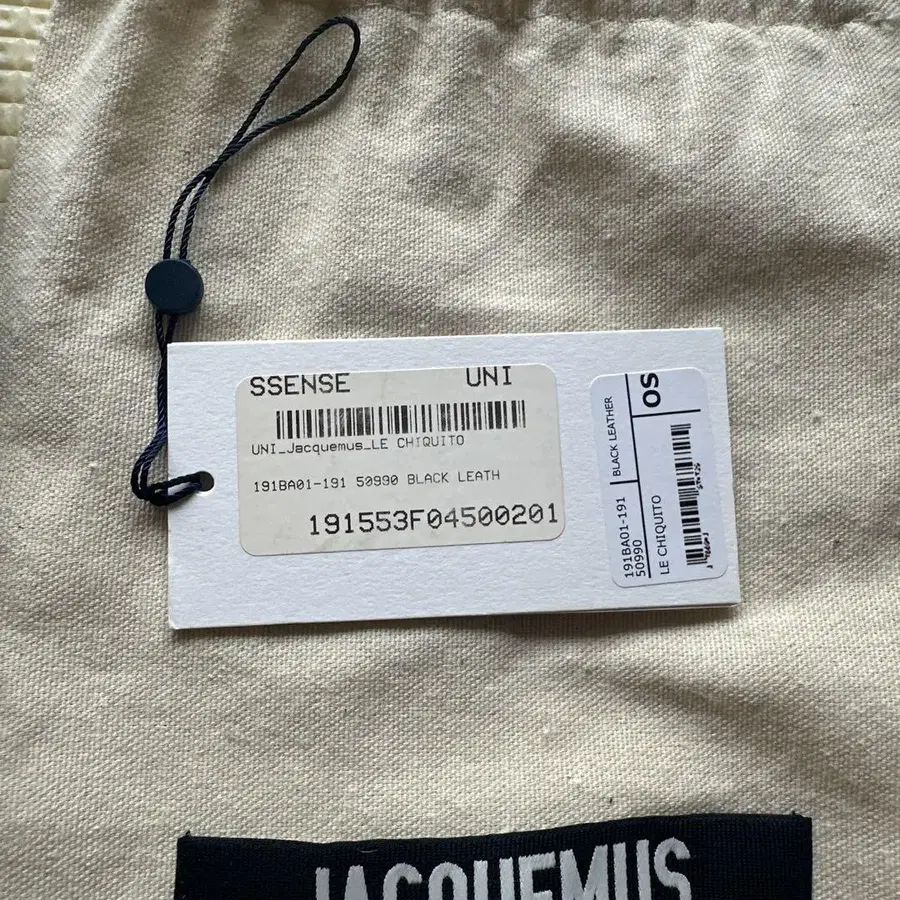 SSENSE UNI
UNI_Jacquemus_LE CHIQUITO
191BA01-191 50990 BLACK LEATH
191553F04500201
191BA01-191 BLACK LEATHER OS
50990
LE CHIQUITO
JACQUEMUS